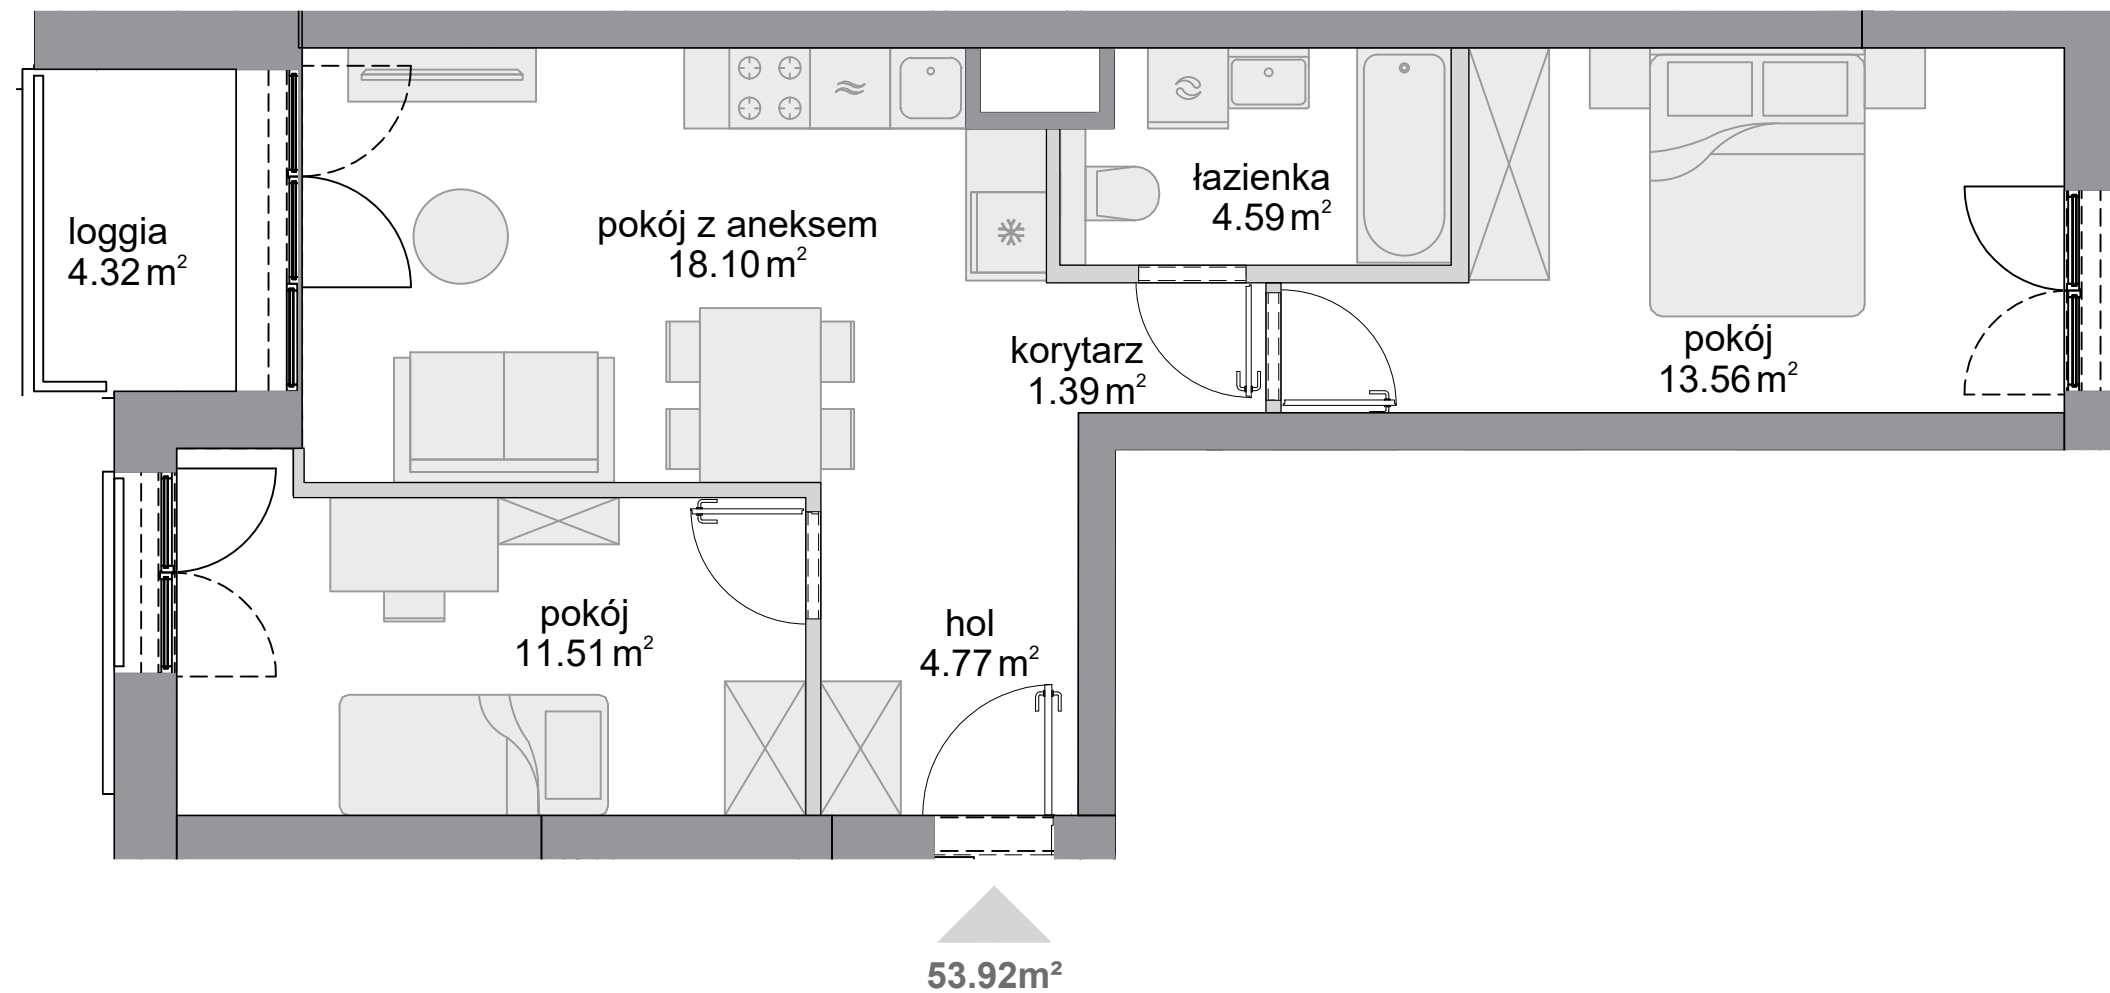 loggia
4.32 m²
pokój z aneksem
18.10 m²
łazienka
4.59 m²
korytarz
1.39 m²
pokój
13.56 m²
pokój
11.51 m²
hol
4.77 m²
53.92m²